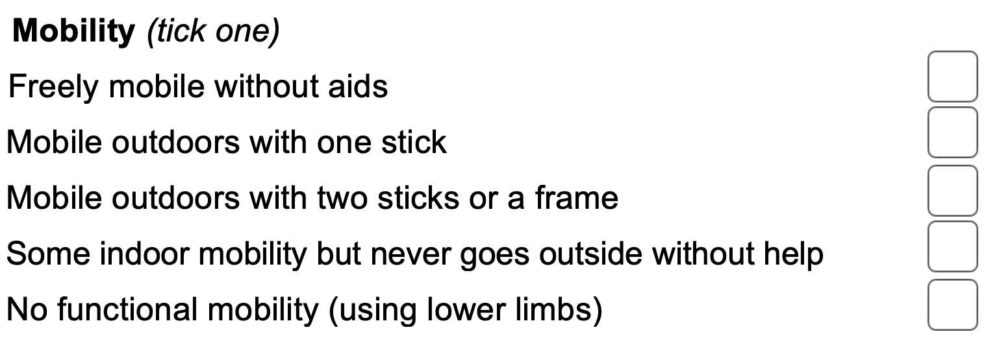 Mobility (tick one)
Freely mobile without aids
Mobile outdoors with one stick
Mobile outdoors with two sticks or a frame
Some indoor mobility but never goes outside without help
No functional mobility (using lower limbs)